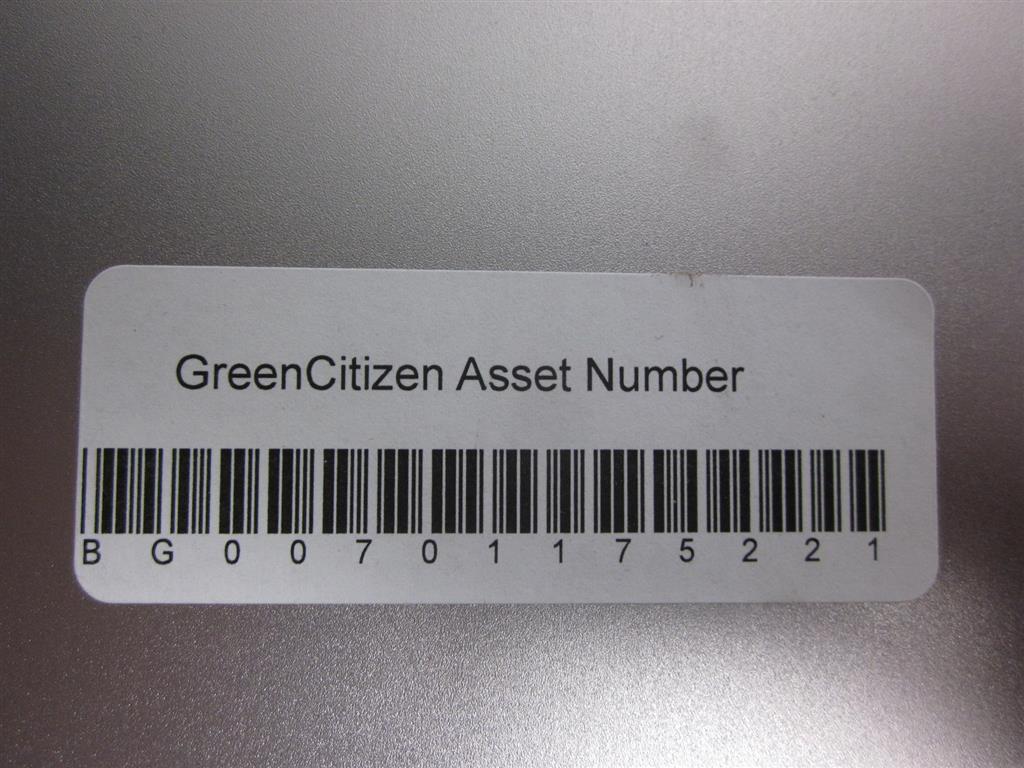 GreenCitizen Asset Number
B G 0 0 7 0 1 1 7 5 2 2 1